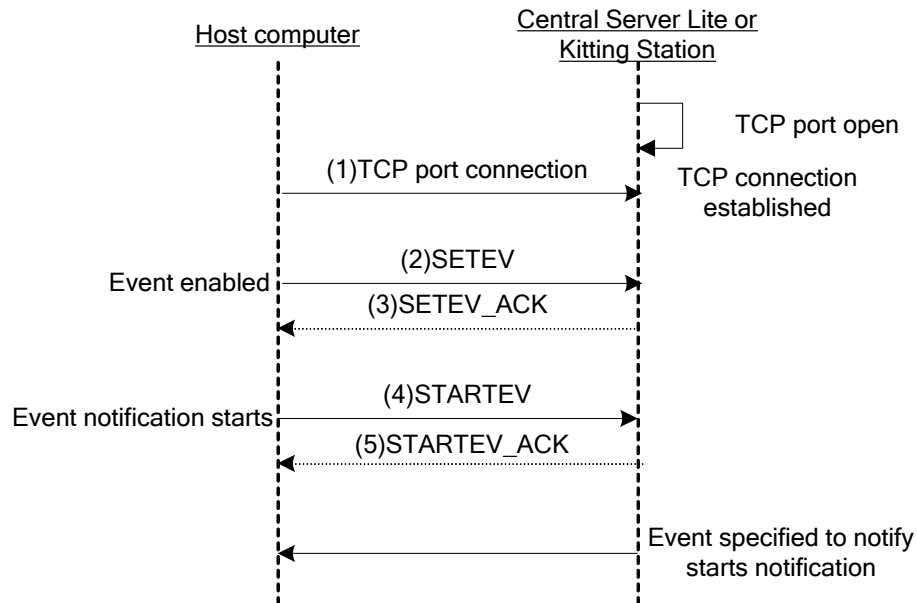 Host computer
Central Server Lite or
Kitting Station
TCP port open
(1)TCP port connection
TCP connection
established
(2)SETEV
Event enabled
(3)SETEV_ACK
(4)STARTEV
Event notification starts
(5)STARTEV_ACK
Event specified to notify
starts notification